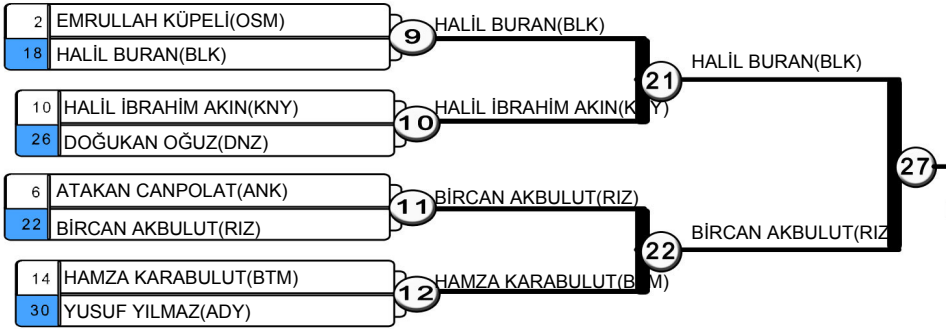 2 EMRULLAH KÜPELİ(OSM)
18 HALİL BURAN(BLK)
9 HALİL BURAN(BLK)
10 HALİL İBRAHİM AKIN(KNY)
26 DOĞUKAN OĞUZ(DNZ)
10 HALİL İBRAHİM AKIN(KNY)
21 HALİL BURAN(BLK)
6 ATAKAN CANPOLAT(ANK)
22 BİRCAN AKBULUT(RIZ)
11 BİRCAN AKBULUT(RIZ)
14 HAMZA KARABULUT(BTM)
30 YUSUF YILMAZ(ADY)
12 HAMZA KARABULUT(BTM)
22 BİRCAN AKBULUT(RIZ
27